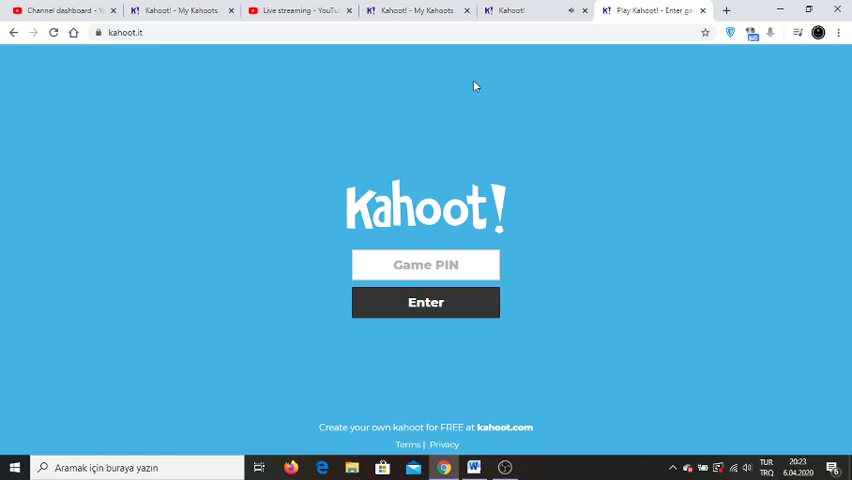 Channel dashboard - Yo
Kahoot! - My Kahoots
Live streaming - YouTu
Kahoot! - My Kahoots
Kahoot!
Play Kahoot! - Enter ga
kahoot.it
Kahoot!
Game PIN
Enter
Create your own kahoot for FREE at kahoot.com
Terms | Privacy
Aramak için buraya yazın
TUR
TRQ
20:23
6.04.2020
6